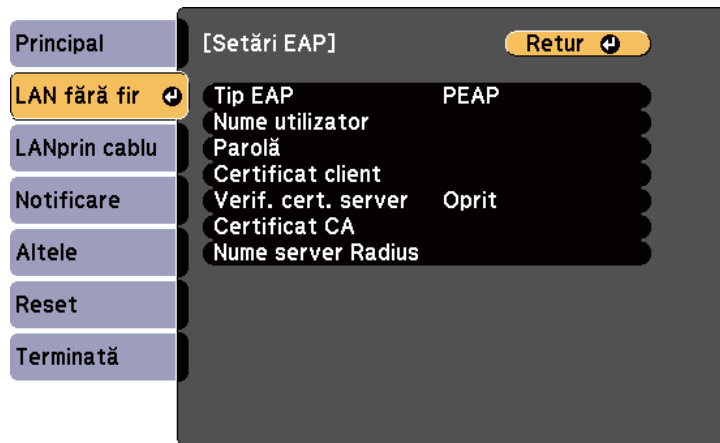 Principal
LAN fără fir
LANprin cablu
Notificare
Altele
Reset
Terminată
[Setări EAP]
Retur
Tip EAP PEAP
Nume utilizator
Parolă
Certificat client
Verif. cert. server Oprit
Certificat CA
Nume server Radius